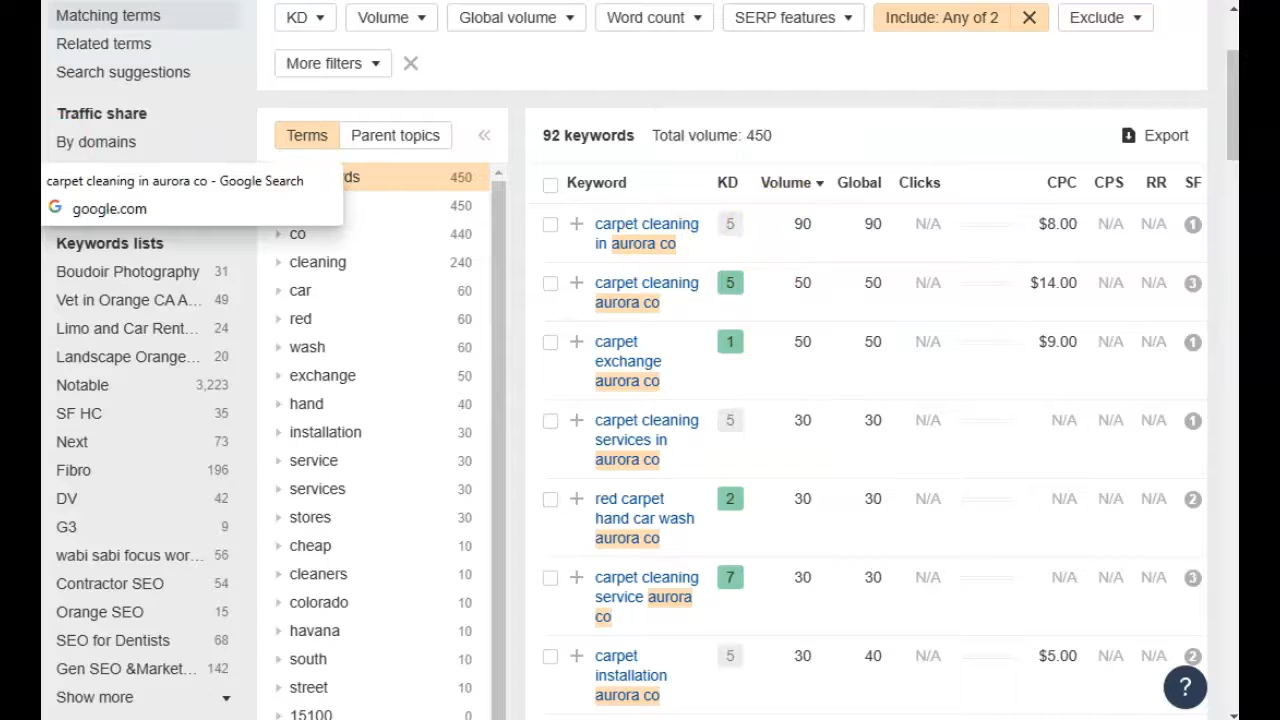 Matching terms
Related terms
Search suggestions
Traffic share
By domains
carpet cleaning in aurora co - Google Search
google.com
Keywords lists
Boudoir Photography 31
Vet in Orange CA A... 49
Limo and Car Rent... 24
Landscape Orange... 20
Notable 3,223
SF HC 35
Next 73
Fibro 196
DV 42
G3 9
wabi sabi focus wor... 56
Contractor SEO 54
Orange SEO 15
SEO for Dentists 68
Gen SEO &Market... 142
Show more
KD Volume Global volume Word count SERP features Include: Any of 2 Exclude
More filters
Terms Parent topics
ds 450
450
co 440
cleaning 240
car 60
red 60
wash 60
exchange 50
hand 40
installation 30
service 30
services 30
stores 30
cheap 10
cleaners 10
colorado 10
havana 10
south 10
street 10
15100 0
92 keywords Total volume: 450 Export
Keyword KD Volume Global Clicks CPC CPS RR SF
carpet cleaning 5 90 90 N/A $8.00 N/A N/A 1
in aurora co
carpet cleaning 5 50 50 N/A $14.00 N/A N/A 3
aurora co
carpet 1 50 50 N/A $9.00 N/A N/A 1
exchange
aurora co
carpet cleaning 5 30 30 N/A N/A N/A N/A 1
services in
aurora co
red carpet 2 30 30 N/A N/A N/A N/A 2
hand car wash
aurora co
carpet cleaning 7 30 30 N/A N/A N/A N/A 3
service aurora
co
carpet 5 30 40 N/A $5.00 N/A N/A 2
installation
aurora co
?